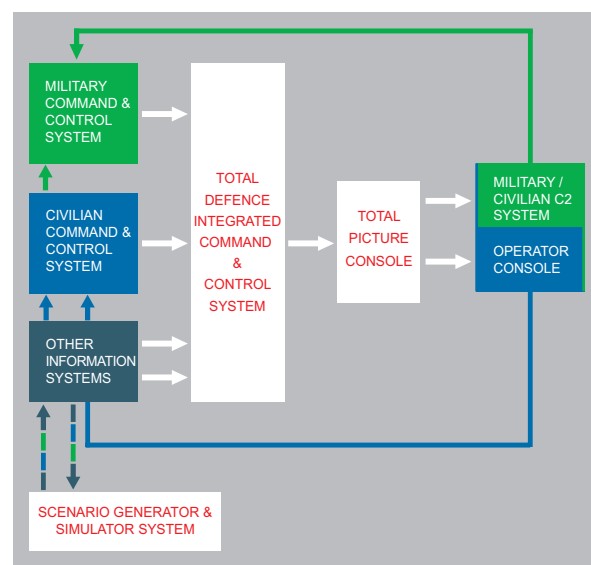 MILITARY
COMMAND &
CONTROL
SYSTEM
CIVILIAN
COMMAND &
CONTROL
SYSTEM
OTHER
INFORMATION
SYSTEMS
SCENARIO GENERATOR &
SIMULATOR SYSTEM
TOTAL
DEFENCE
INTEGRATED
COMMAND
&
CONTROL
SYSTEM
TOTAL
PICTURE
CONSOLE
MILITARY /
CIVILIAN C2
SYSTEM
OPERATOR
CONSOLE